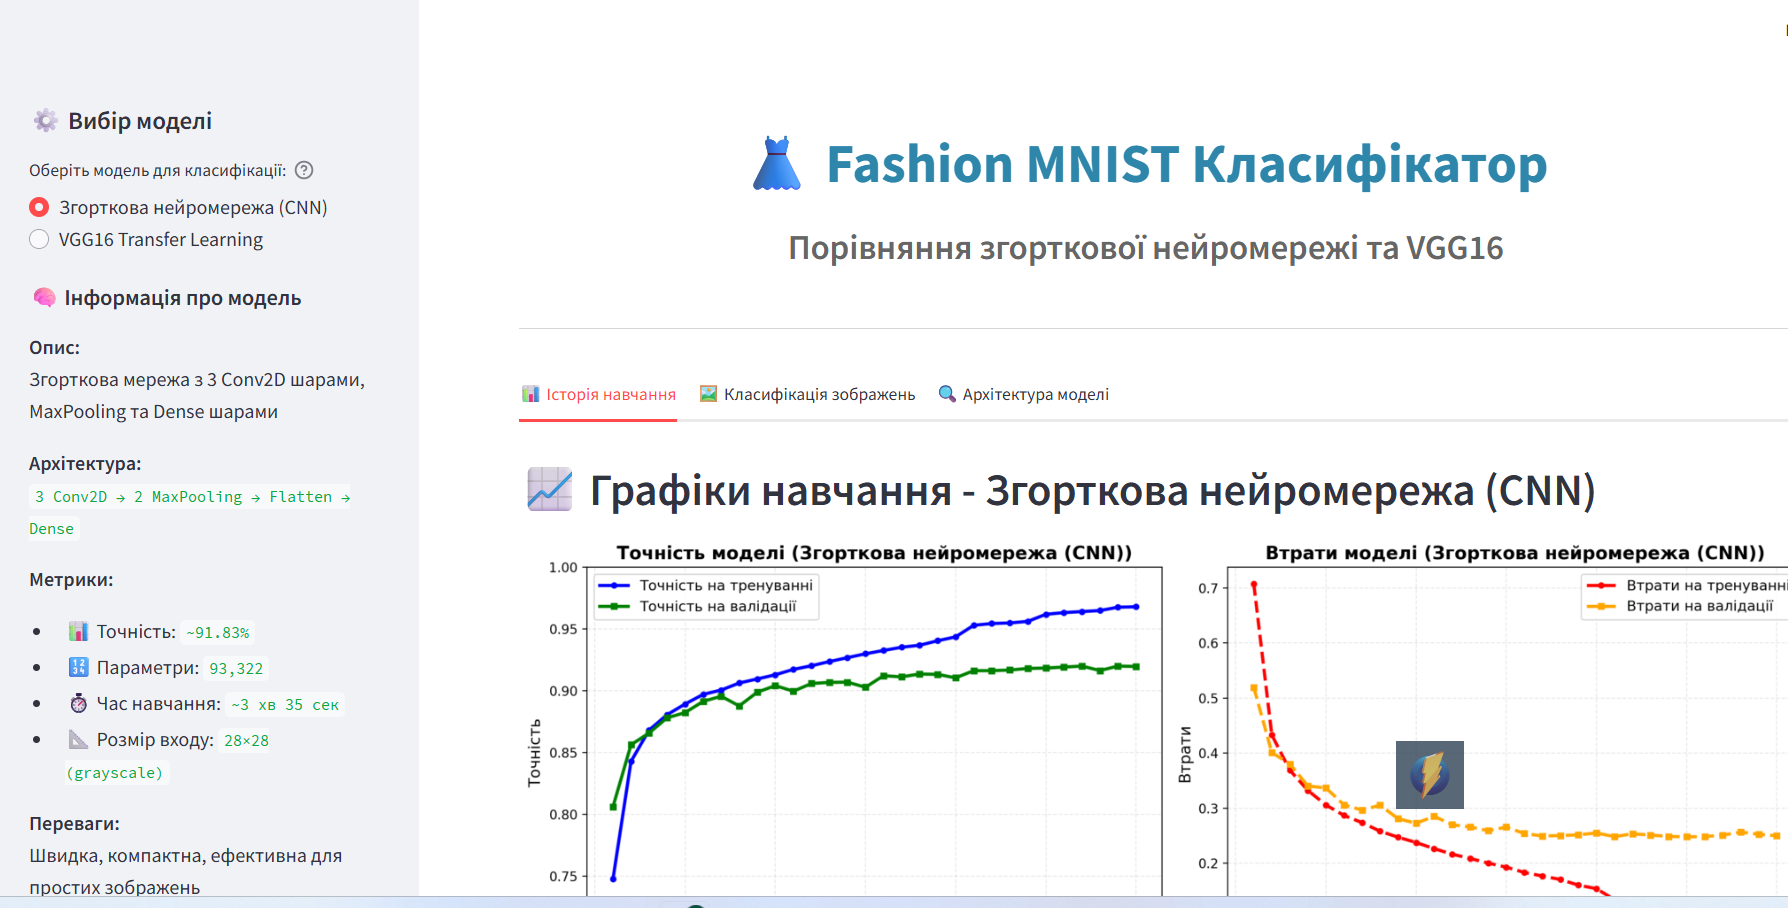 Вибір моделі
Оберіть модель для класифікації:
Згорткова нейромережа (CNN)
VGG16 Transfer Learning
Інформація про модель
Опис:
Згорткова мережа з 3 Conv2D шарами,
MaxPooling та Dense шарами
Архітектура:
3 Conv2D → 2 MaxPooling → Flatten →
Dense
Метрики:
Точність: ~91.83%
Параметри: 93,322
Час навчання: ~3 хв 35 сек
Розмір входу: 28×28
(grayscale)
Переваги:
Швидка, компактна, ефективна для
простих зображень
Fashion MNIST Класифікатор
Порівняння згорткової нейромережі та VGG16
Історія навчання
Класифікація зображень
Архітектура моделі
Графіки навчання - Згорткова нейромережа (CNN)
Точність моделі (Згорткова нейромережа (CNN))
Точність на тренуванні
Точність на валідації
1.00
0.95
0.90
0.85
0.80
0.75
Точність
Втрати моделі (Згорткова нейромережа (CNN))
Втрати на тренуванні
Втрати на валідації
0.7
0.6
0.5
0.4
0.3
0.2
Втрати